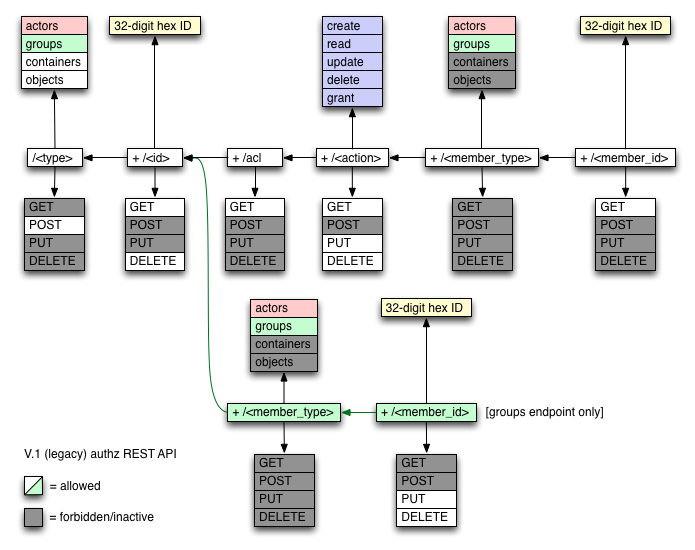 actors
groups
containers
objects
32-digit hex ID
create
read
update
delete
grant
actors
groups
containers
objects
32-digit hex ID
/<type>
+ /<id>
+ /acl
+ /<action>
+ /<member_type>
+ /<member_id>
GET
POST
PUT
DELETE
GET
POST
PUT
DELETE
GET
POST
PUT
DELETE
GET
POST
PUT
DELETE
GET
POST
PUT
DELETE
GET
POST
PUT
DELETE
actors
groups
containers
objects
32-digit hex ID
+ /<member_type>
+ /<member_id>
[groups endpoint only]
GET
POST
PUT
DELETE
GET
POST
PUT
DELETE
V.1 (legacy) authz REST API
= allowed
= forbidden/inactive